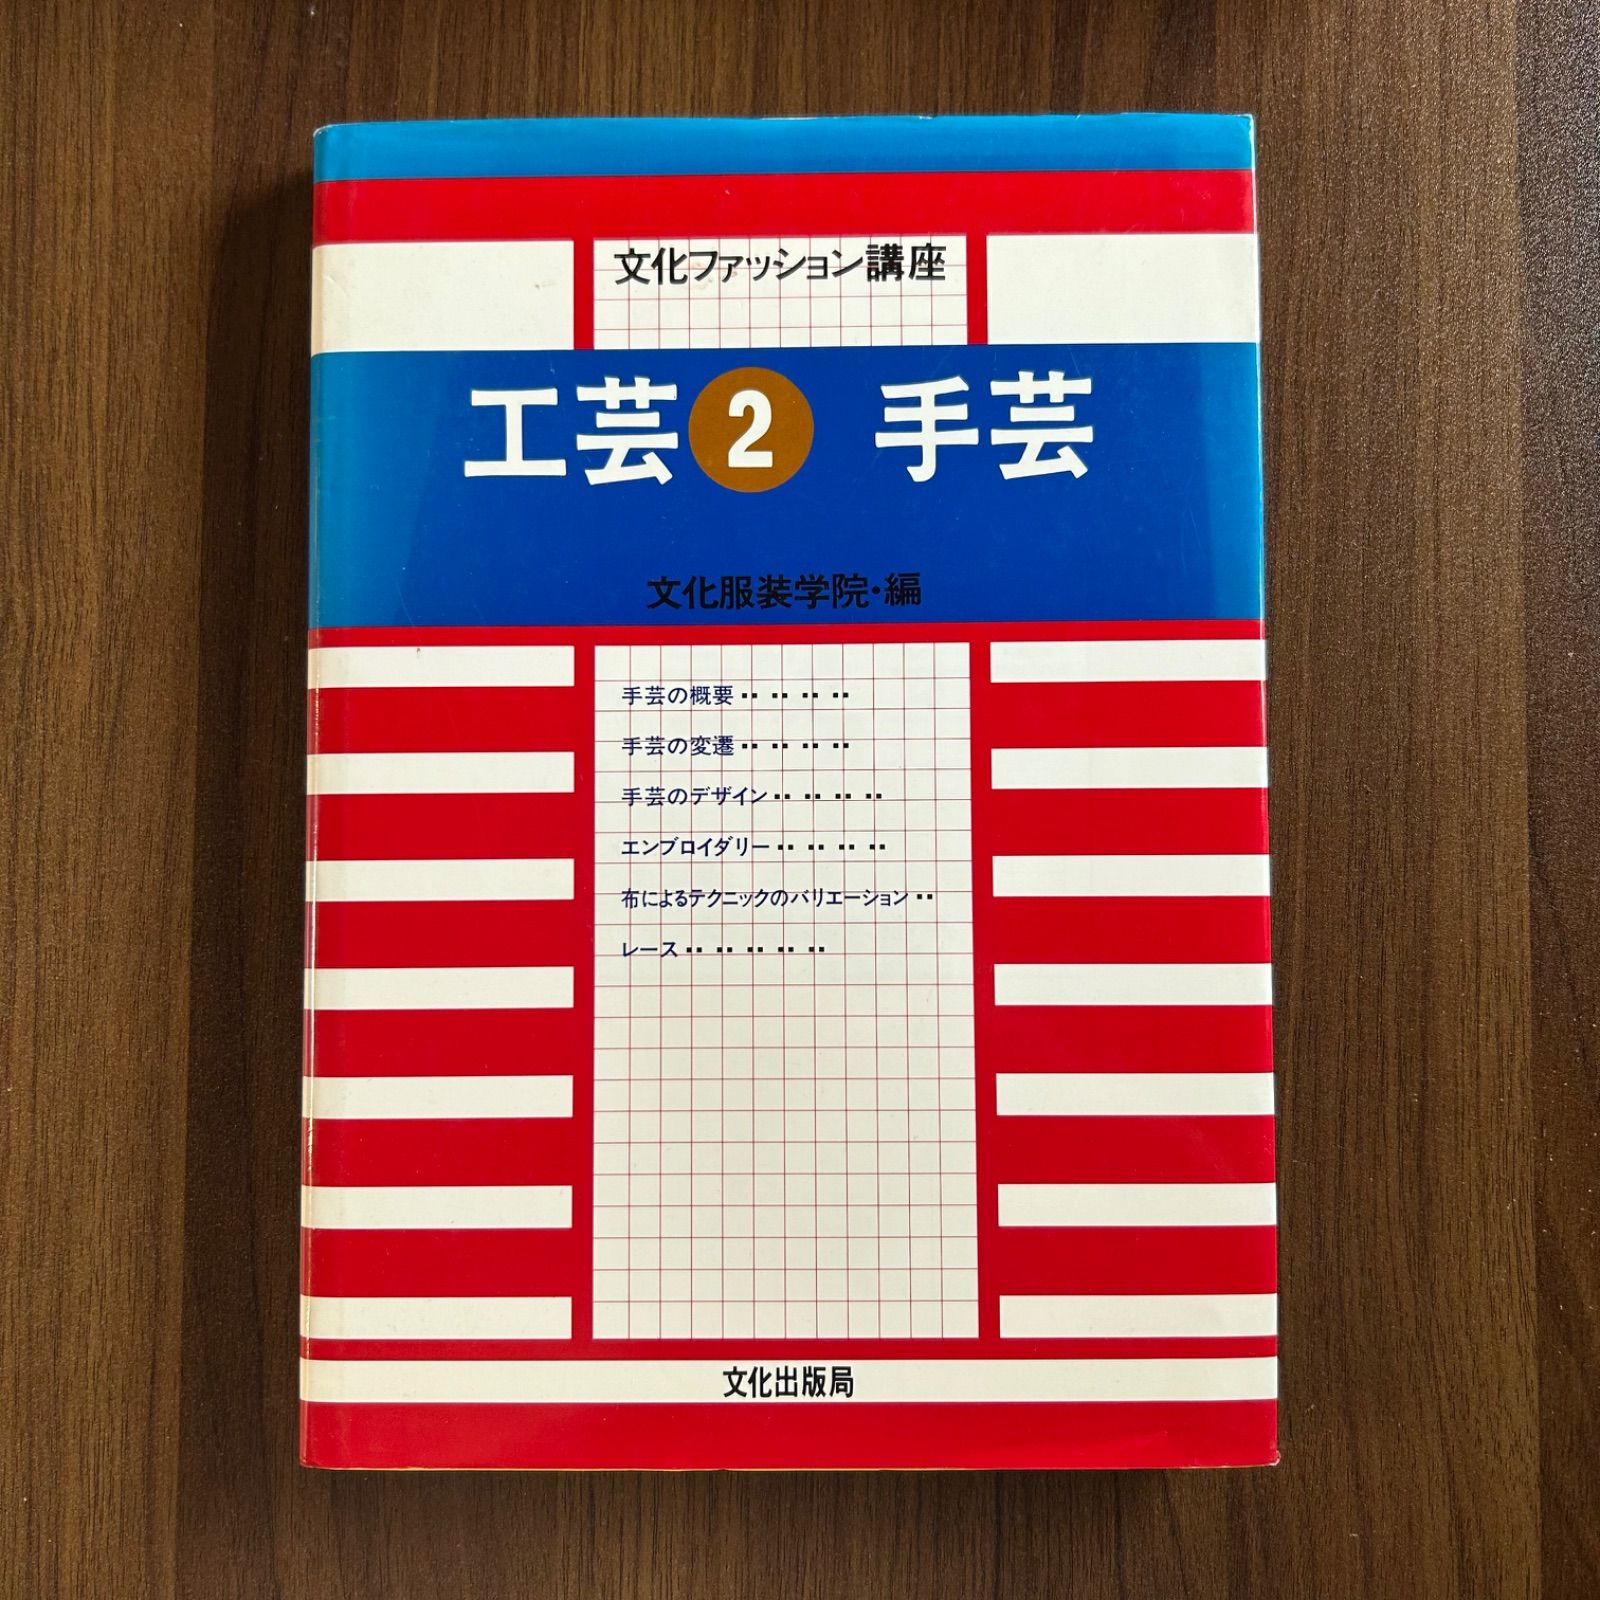 文化ファッション講座
工芸2 手芸
文化服装学院・編
手芸の概要
手芸の変遷
手芸のデザイン
エンブロイダリー
布によるテクニックのバリエーション
レース
文化出版局